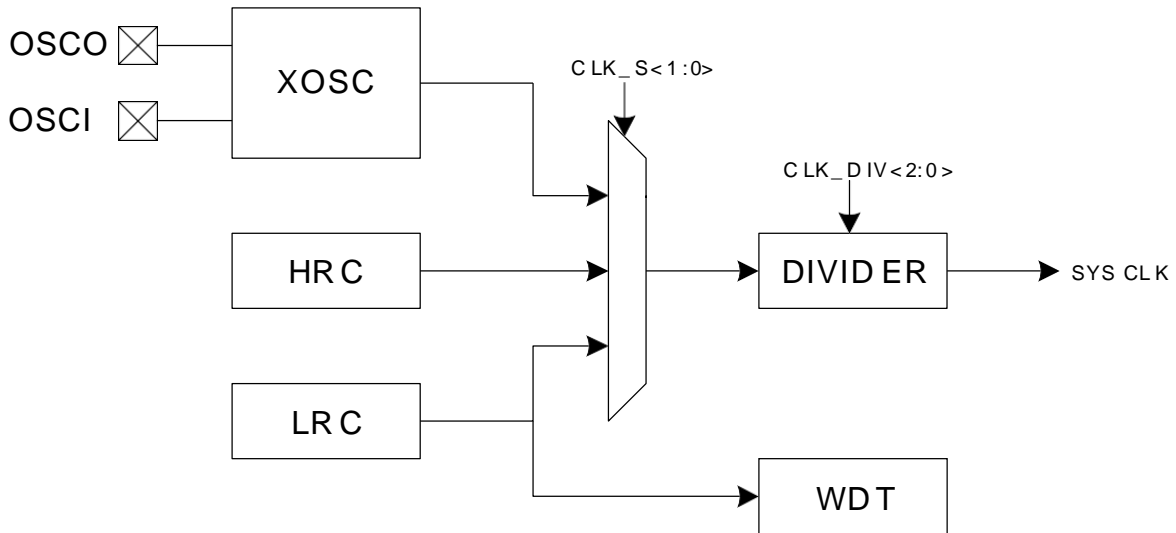 OSCO
XOSC
OSCI
CLK_S<1:0>
CLK_DIV<2:0>
HRC
DIVIDER
SYS CLK
LRC
WDT